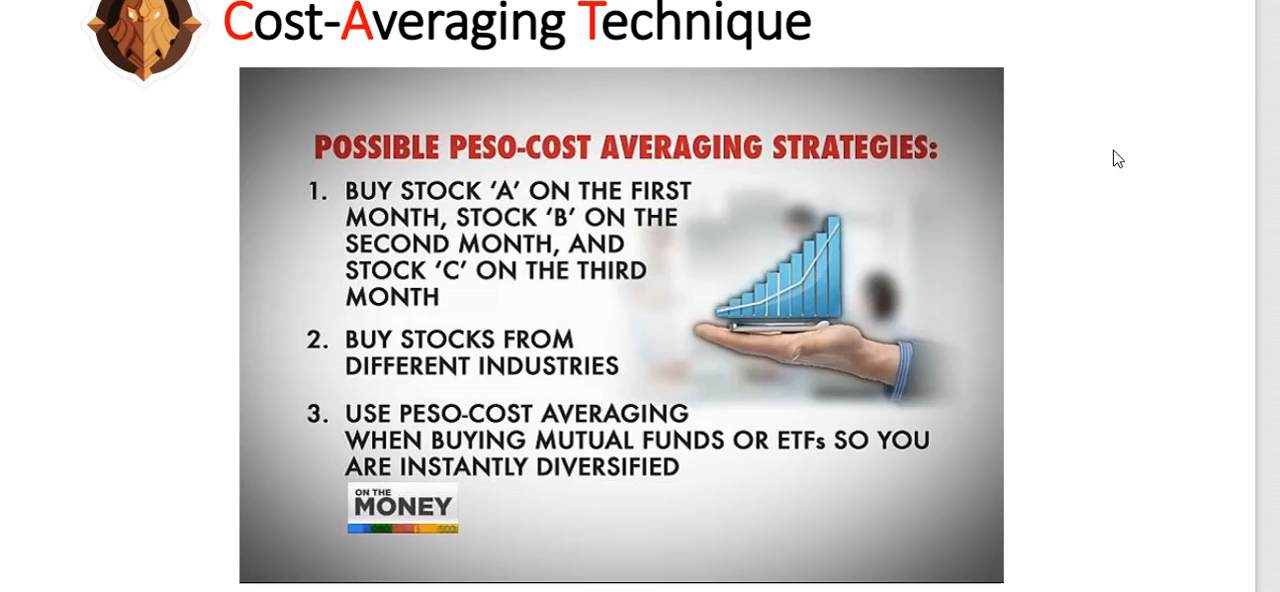 Cost-Averaging Technique
POSSIBLE PESO-COST AVERAGING STRATEGIES:
1. BUY STOCK ‘A’ ON THE FIRST
MONTH, STOCK ‘B’ ON THE
SECOND MONTH, AND
STOCK ‘C’ ON THE THIRD
MONTH
2. BUY STOCKS FROM
DIFFERENT INDUSTRIES
3. USE PESO-COST AVERAGING
WHEN BUYING MUTUAL FUNDS OR ETFs SO YOU
ARE INSTANTLY DIVERSIFIED
ON THE
MONEY